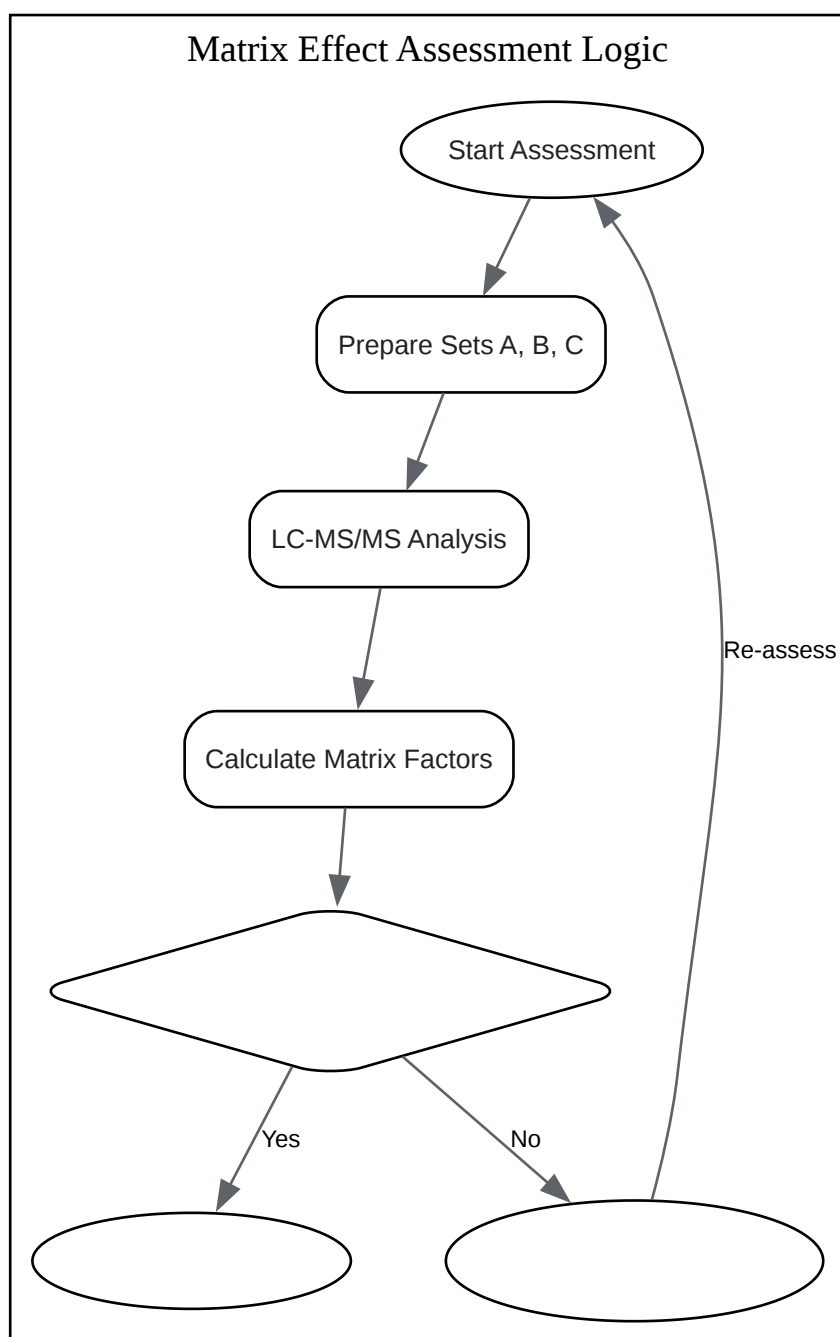 Matrix Effect Assessment Logic
Start Assessment
Prepare Sets A, B, C
LC-MS/MS Analysis
Re-assess
Calculate Matrix Factors
Yes
No